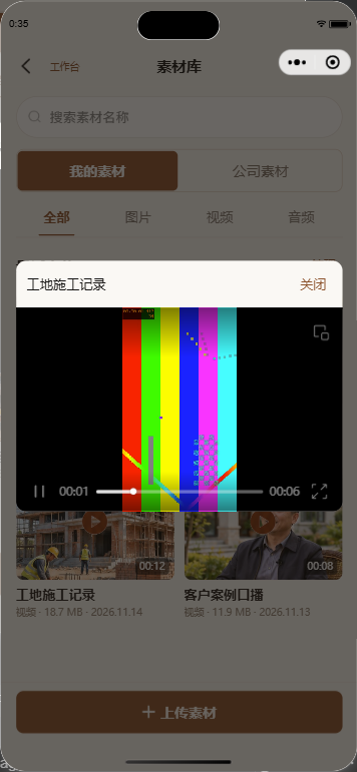 0:35
工作台
素材库
搜索素材名称
我的素材
公司素材
全部
图片
视频
音频
工地施工记录
关闭
00:01
00:06
00:12
00:08
工地施工记录
客户案例口播
视频 · 18.7 MB · 2026.11.14
视频 · 11.9 MB · 2026.11.13
+ 上传素材